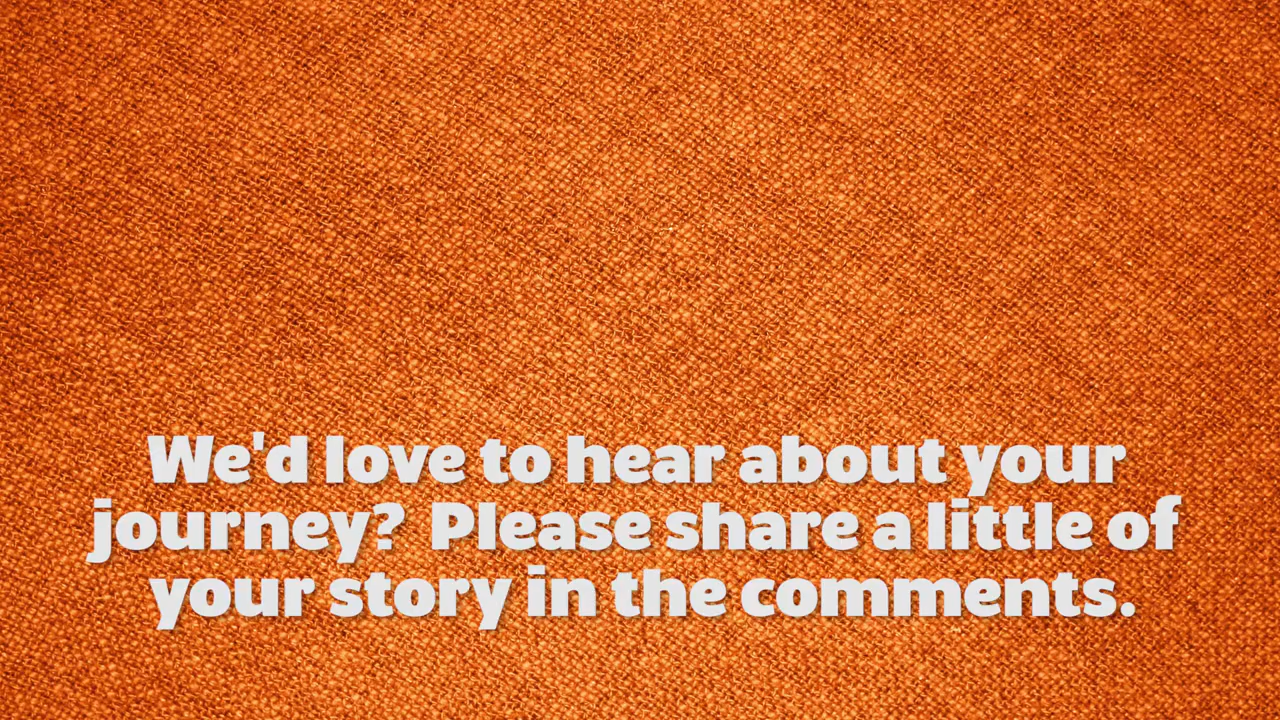 We'd love to hear about your
journey?  Please share a little of
your story in the comments.